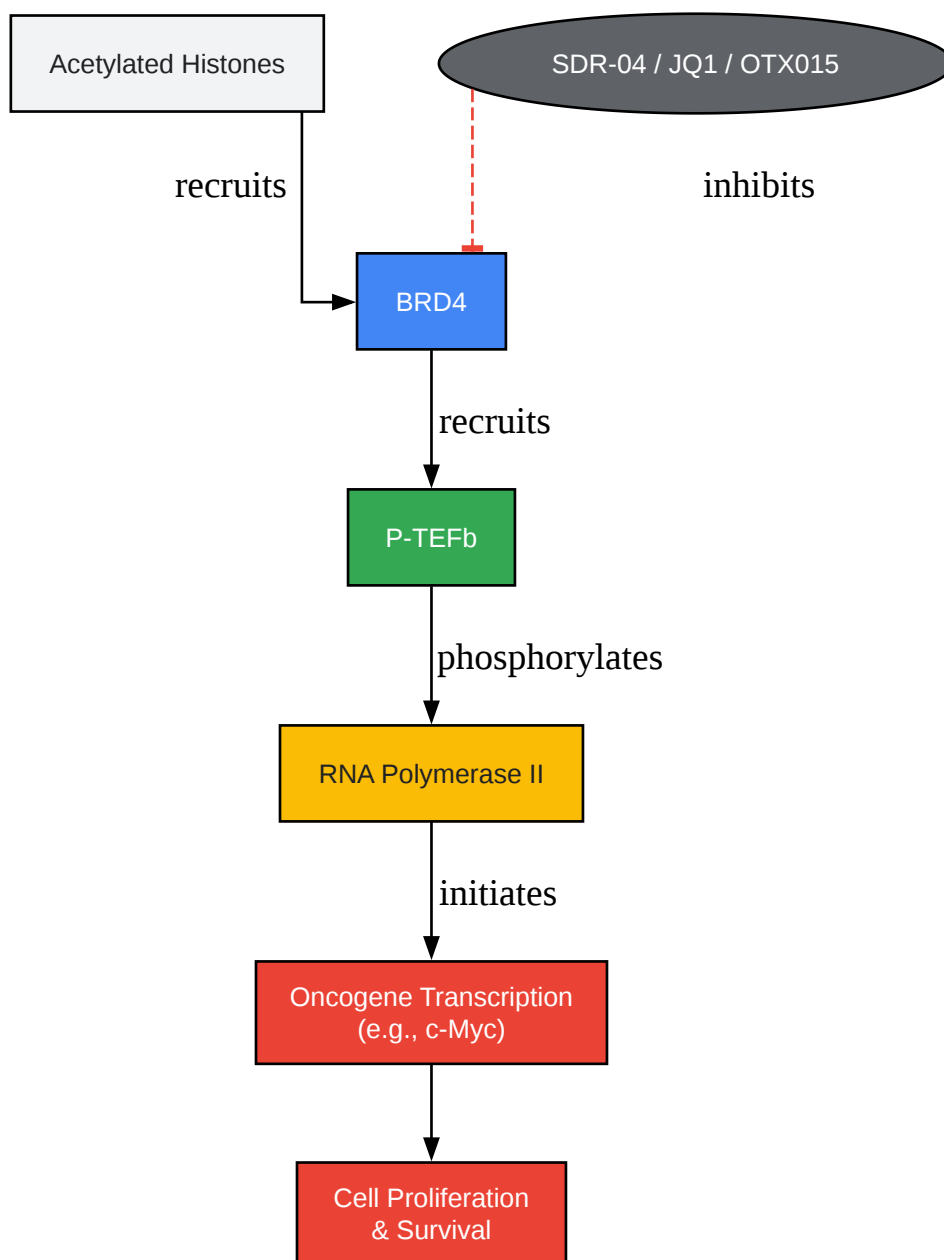 Acetylated Histones
SDR-04 / JQ1 / OTX015
recruits
inhibits
BRD4
recruits
P-TEFb
phosphorylates
RNA Polymerase II
initiates
Oncogene Transcription
(e.g., c-Myc)
Cell Proliferation
& Survival